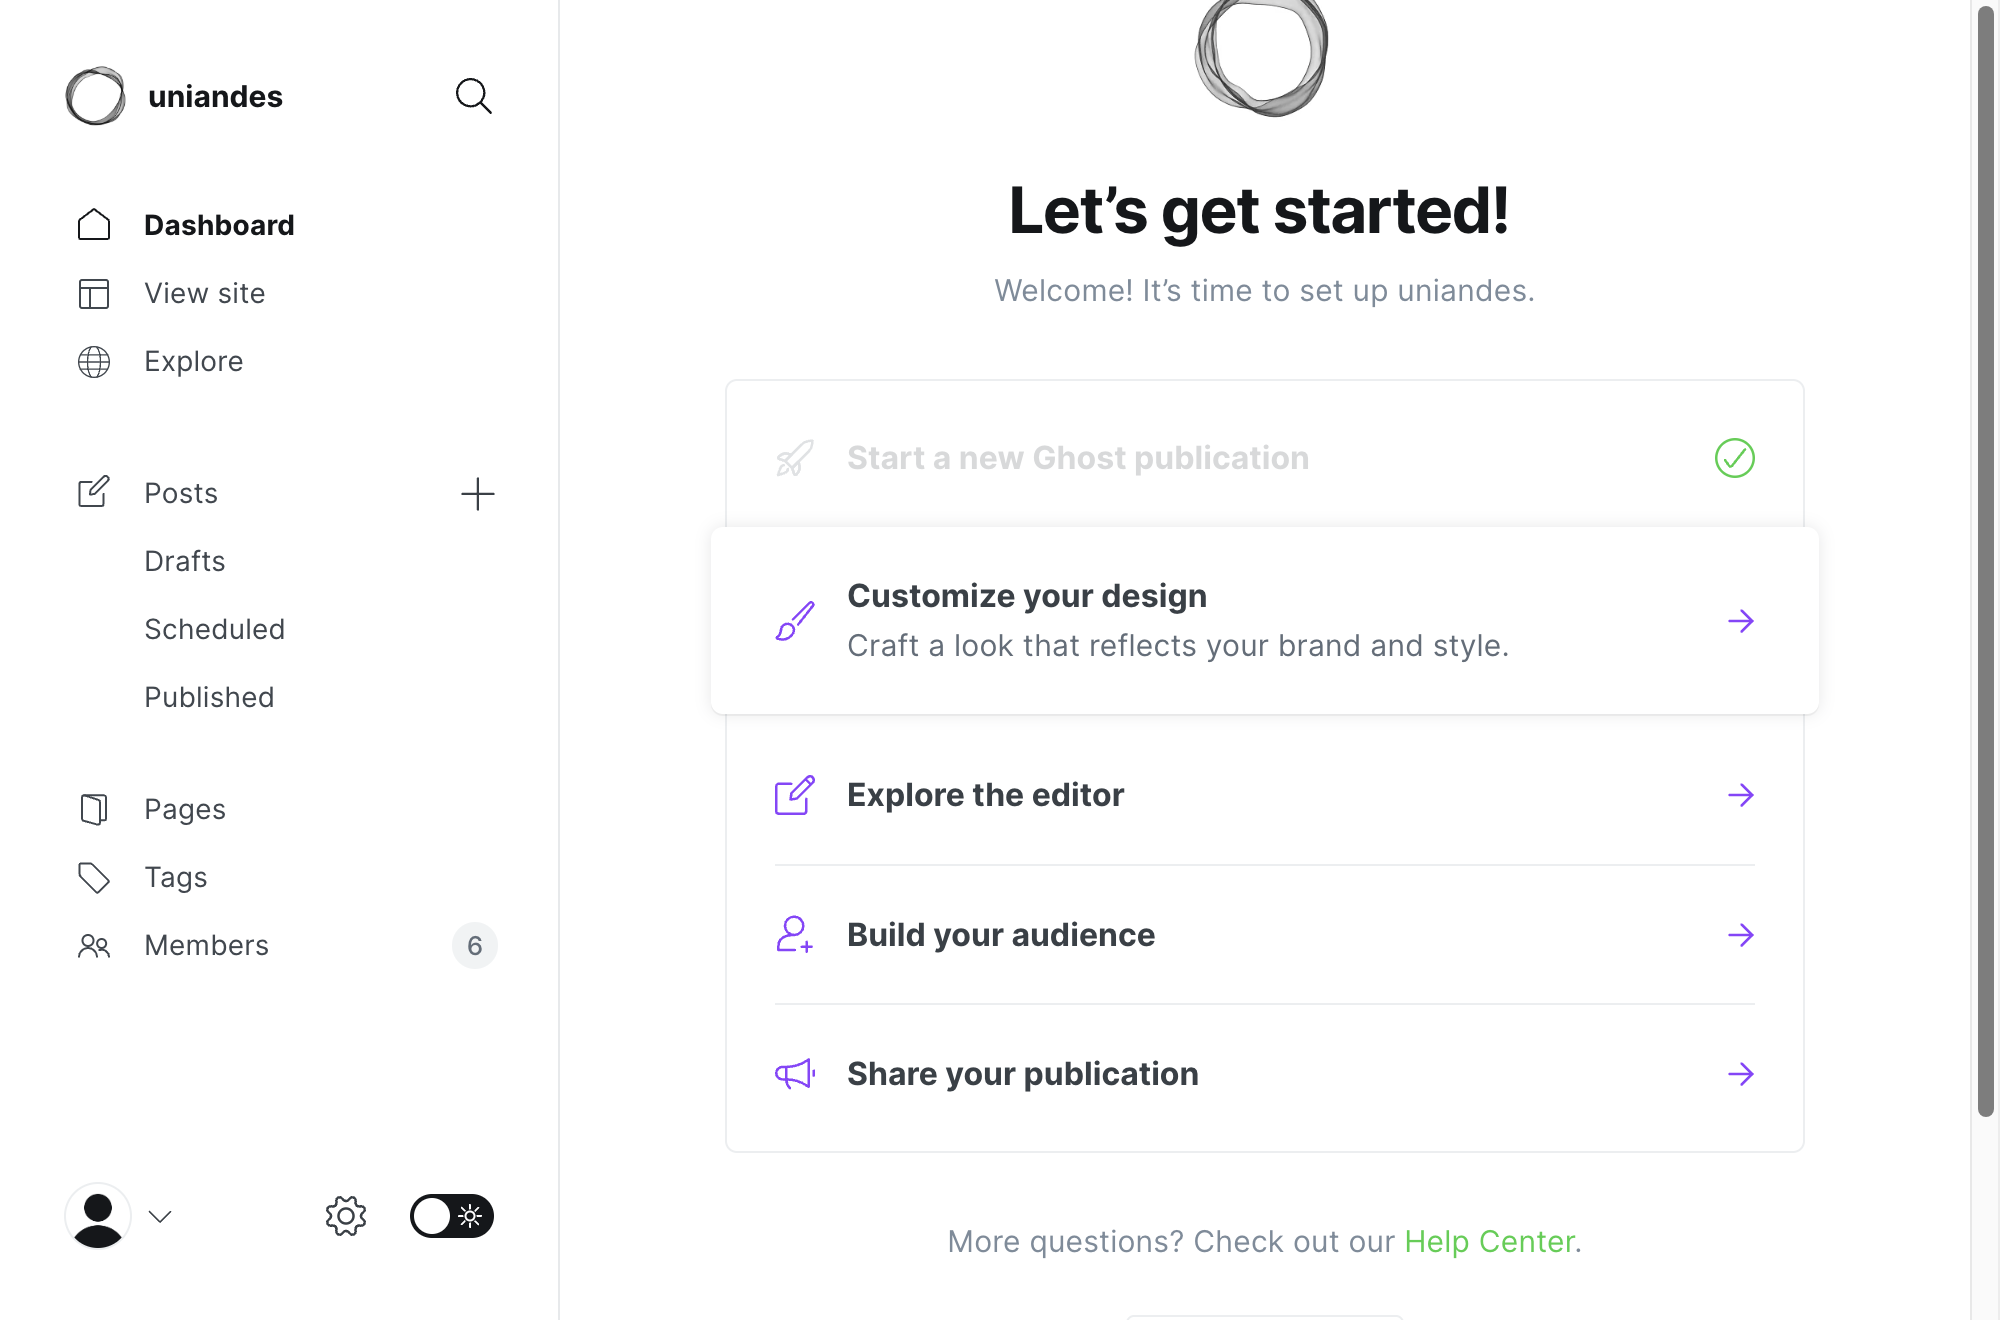 uniandes
Dashboard
View site
Explore
Posts
Drafts
Scheduled
Published
Pages
Tags
Members 6
Let’s get started!
Welcome! It’s time to set up uniandes.
Start a new Ghost publication
Customize your design
Craft a look that reflects your brand and style.
Explore the editor
Build your audience
Share your publication
More questions? Check out our Help Center.